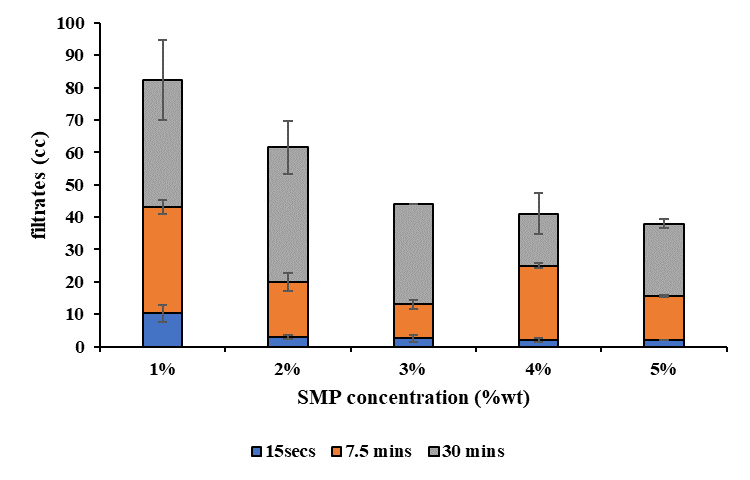 filtrates (cc)
100
90
80
70
60
50
40
30
20
10
0
1% 2% 3% 4% 5%
SMP concentration (%wt)
15secs 7.5 mins 30 mins